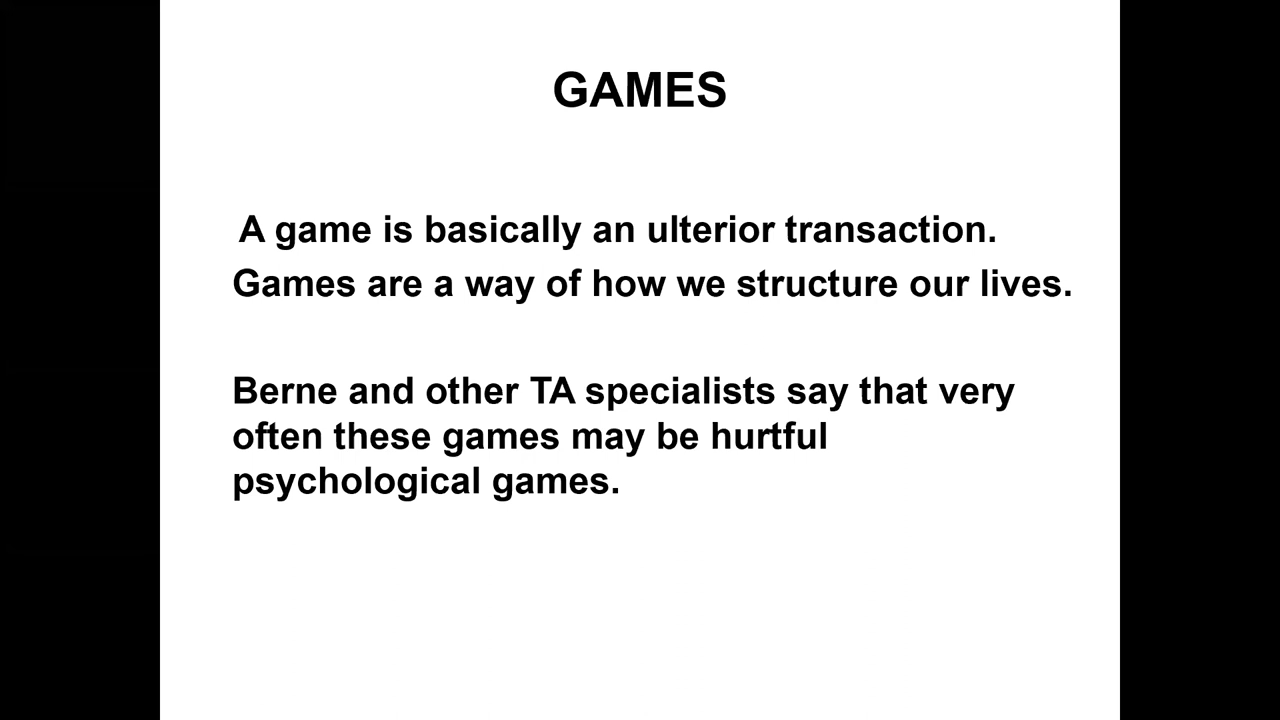 GAMES
A game is basically an ulterior transaction.
Games are a way of how we structure our lives.
Berne and other TA specialists say that very
often these games may be hurtful
psychological games.